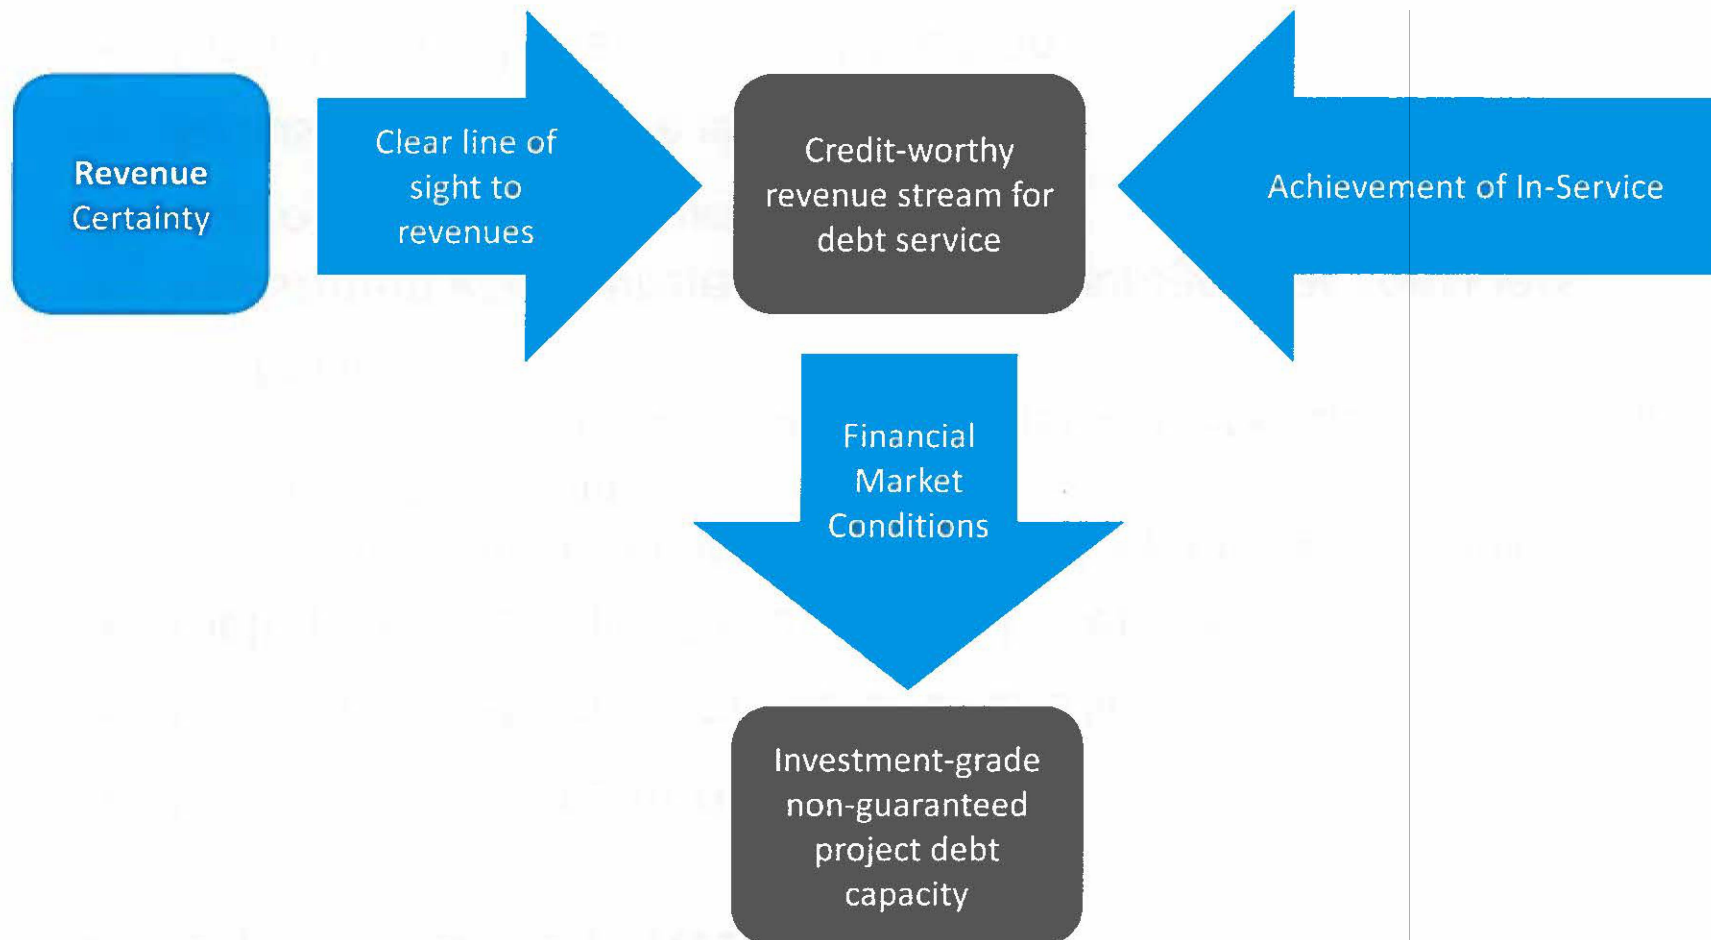 Revenue
Certainty
Clear line of
sight to
revenues
Credit-worthy
revenue stream for
debt service
Achievement of In-Service
Financial
Market
Conditions
Investment-grade
non-guaranteed
project debt
capacity